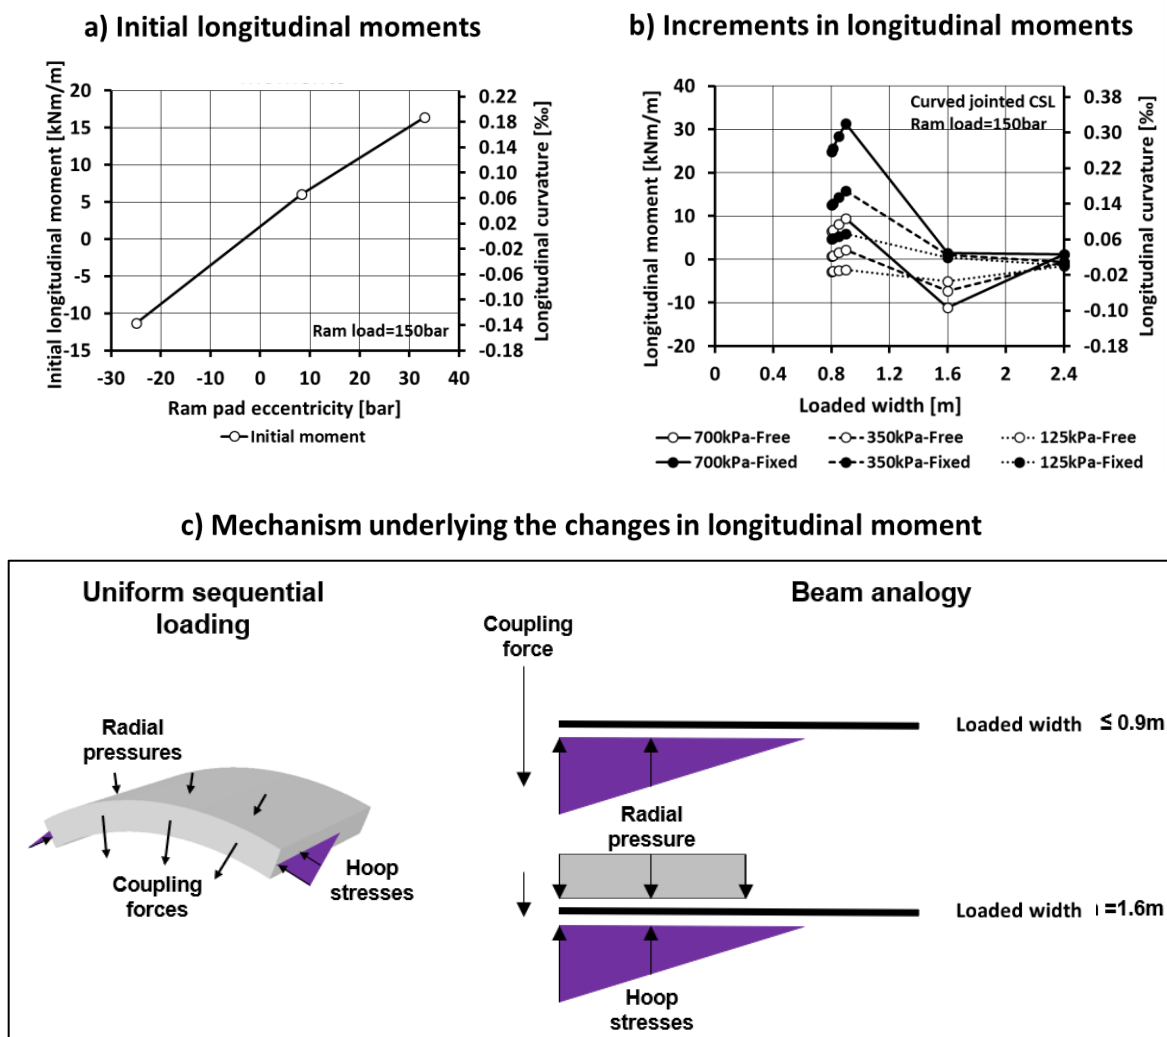 a) Initial longitudinal moments
Initial longitudinal moment [kNm/m]
20
15
10
5
0
-5
-10
-15
0.22
0.18
0.14
0.10
0.06
0.02
-0.02
-0.06
-0.10
-0.14
-0.18
Longitudinal curvature [‰]
Ram load=150bar
-30 -20 -10 0 10 20 30 40
Ram pad eccentricity [bar]
Initial moment
b) Increments in longitudinal moments
Longitudinal moment [kNm/m]
40
30
20
10
0
-10
-20
Curved jointed CSL
Ram load=150bar
0.38
0.30
0.22
0.14
0.06
-0.02
-0.10
-0.18
Longitudinal curvature [‰]
0 0.4 0.8 1.2 1.6 2 2.4
Loaded width [m]
700kPa-Free 350kPa-Free 125kPa-Free
700kPa-Fixed 350kPa-Fixed 125kPa-Fixed
c) Mechanism underlying the changes in longitudinal moment
Uniform sequential
loading
Radial
pressures
Coupling
forces
Hoop
stresses
Beam analogy
Coupling
force
Loaded width ≤ 0.9m
Radial
pressure
Loaded width =1.6m
Hoop
stresses